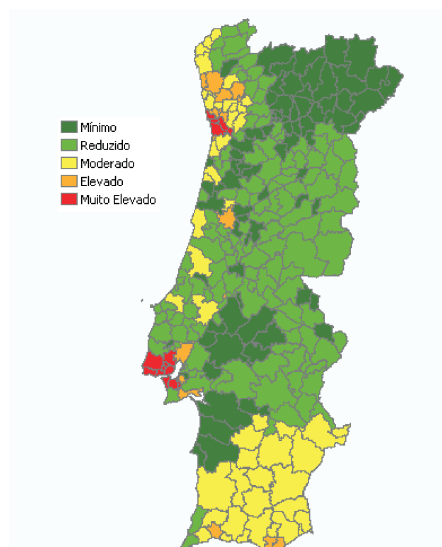 Mínimo
Reduzido
Moderado
Elevado
Muito Elevado